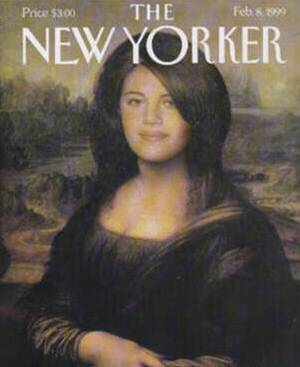 Price $3.00
THE
Feb. 8, 1999
NEW YORKER